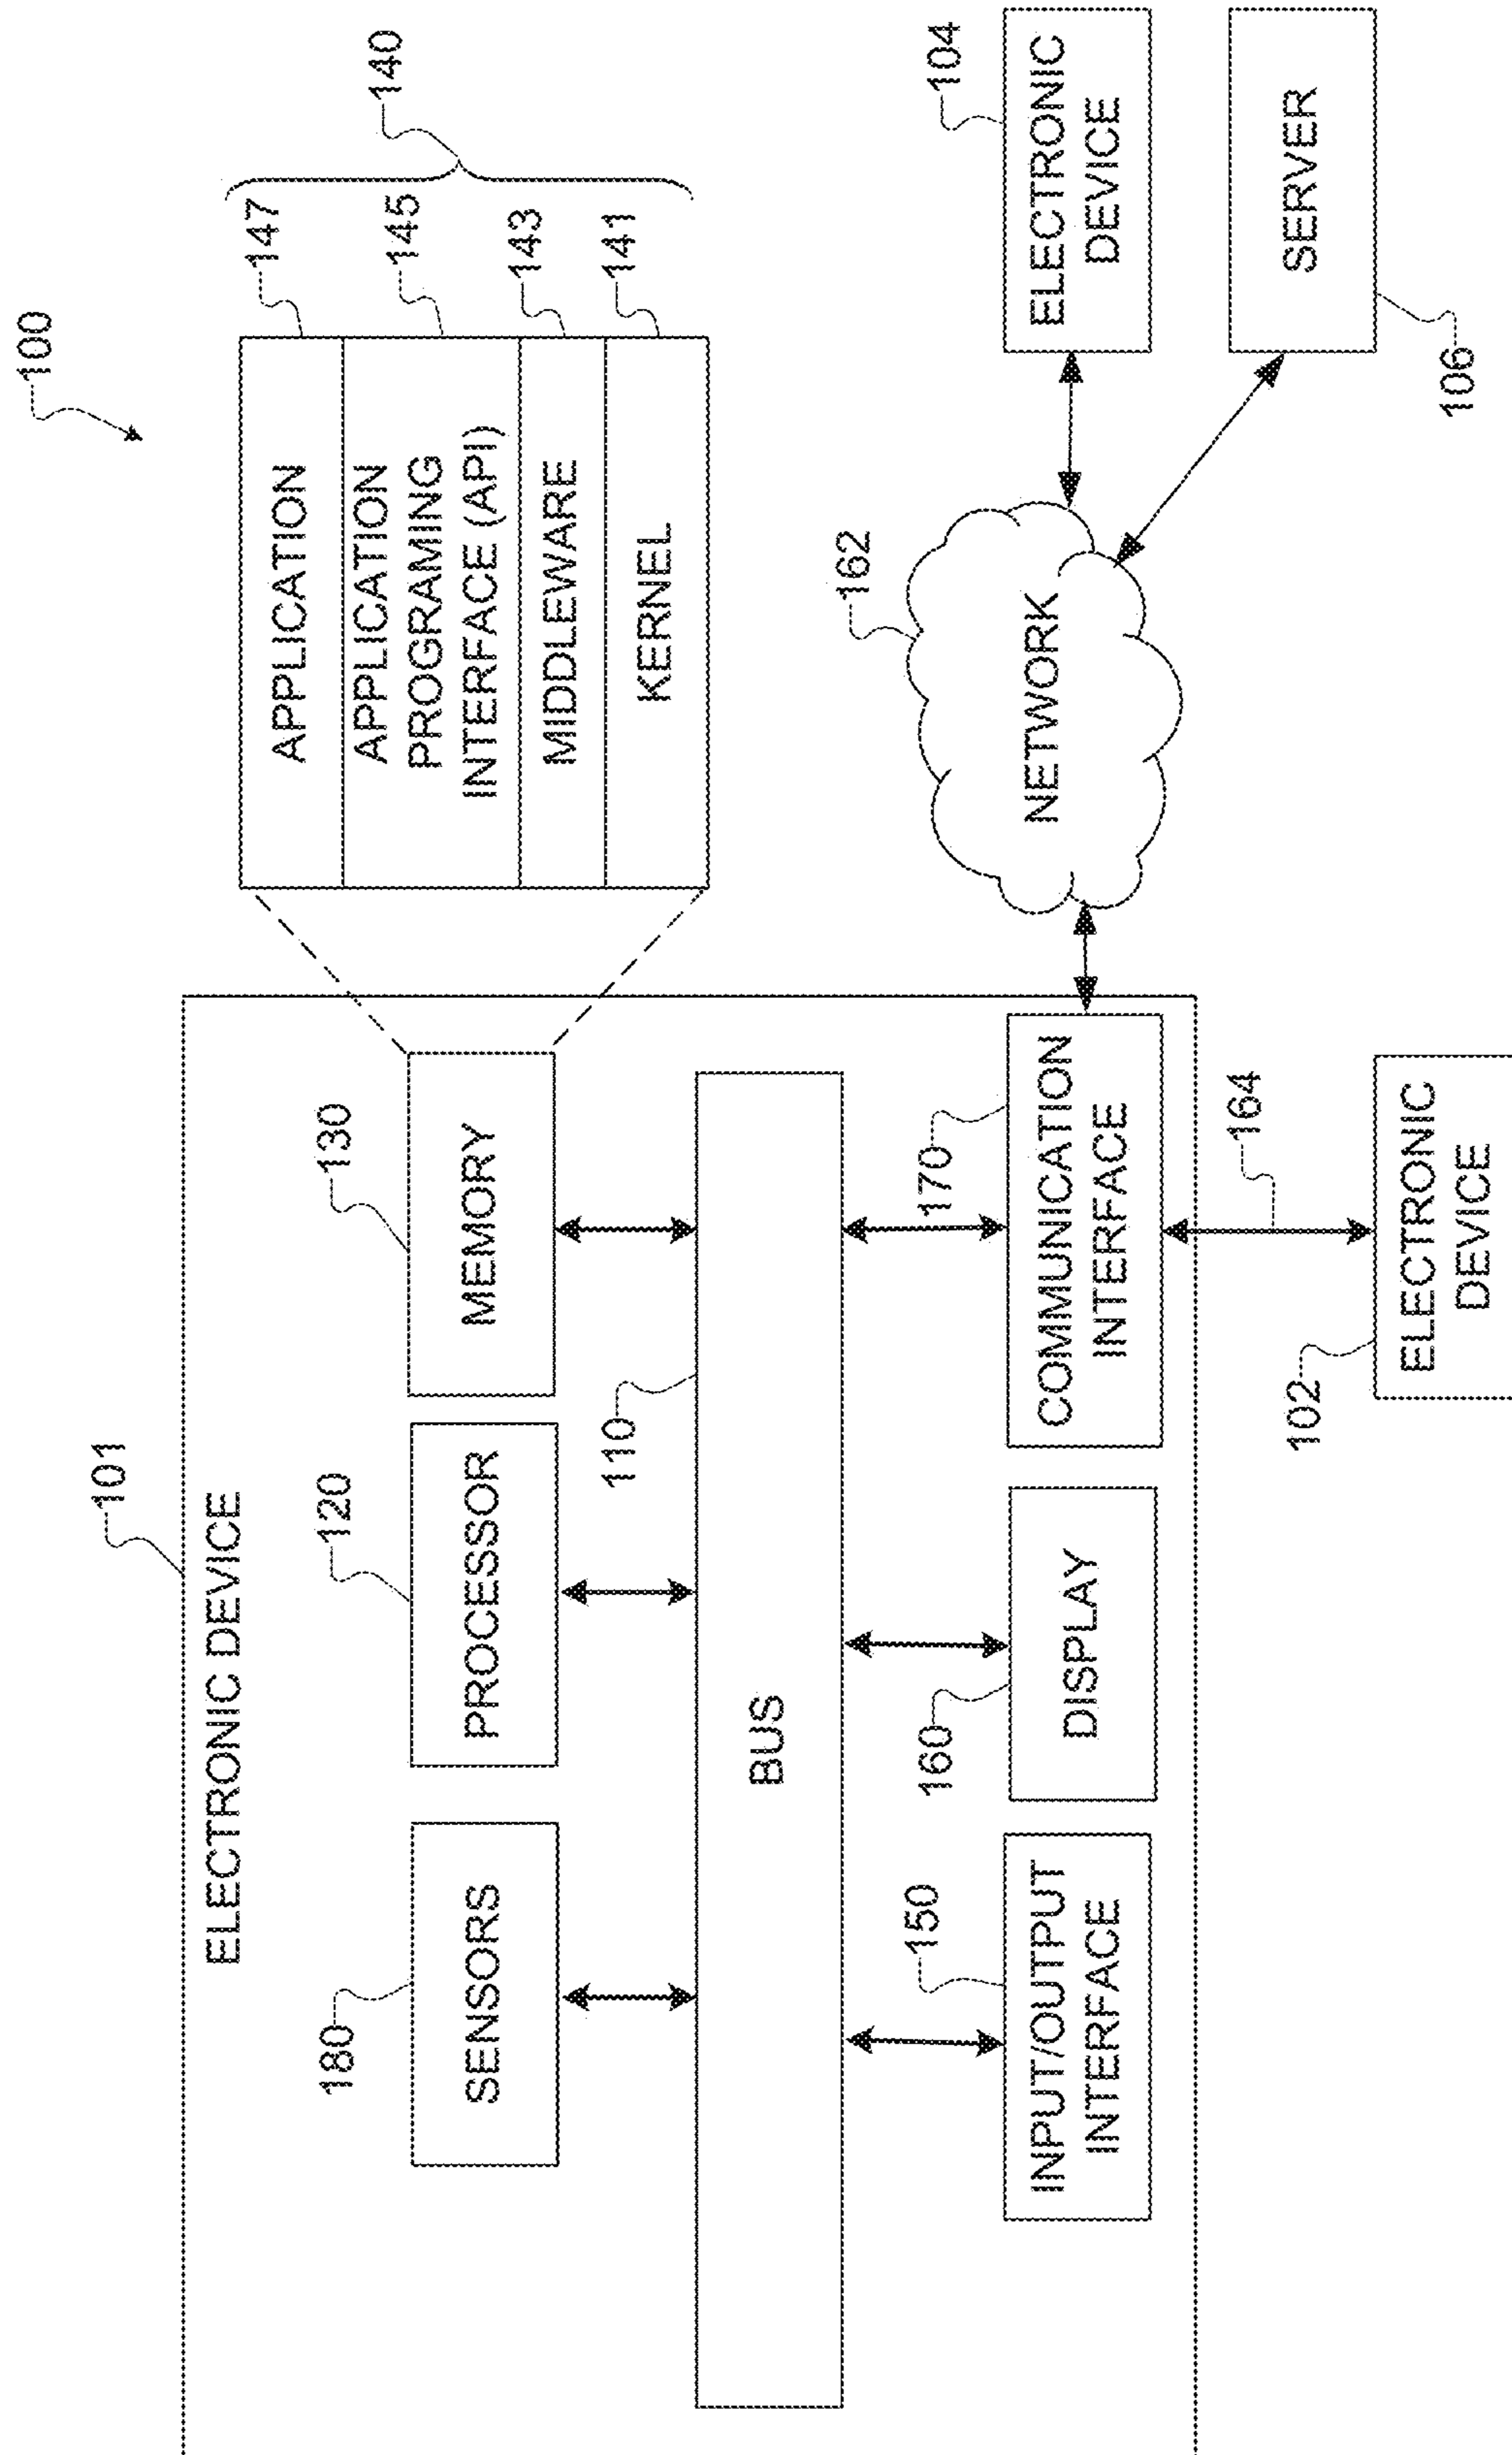 100
101
ELECTRONIC DEVICE
180
SENSORS
120
PROCESSOR
130
MEMORY
APPLICATION
APPLICATION
PROGRAMING
INTERFACE (API)
MIDDLEWARE
KERNEL
147
145
143
141
140
110
BUS
150
INPUT/OUTPUT
INTERFACE
160
DISPLAY
170
COMMUNICATION
INTERFACE
162
NETWORK
104
ELECTRONIC
DEVICE
SERVER
106
164
102
ELECTRONIC
DEVICE